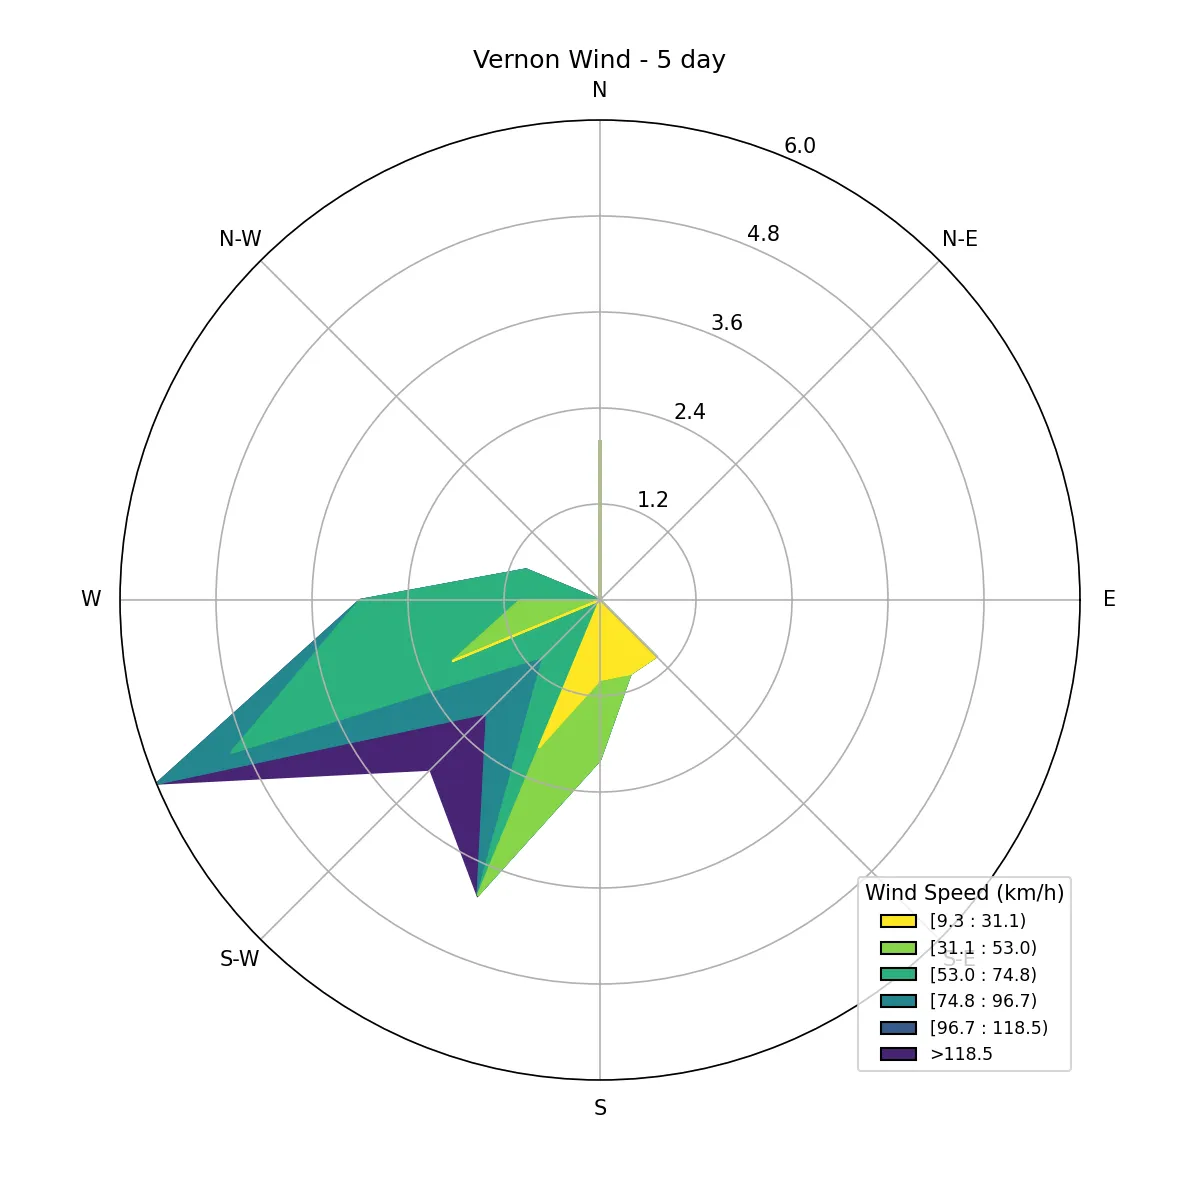 Vernon Wind - 5 day
N
6.0
N-W
4.8
N-E
3.6
2.4
1.2
W
E
S-W
S-E
S
Wind Speed (km/h)
[9.3 : 31.1)
[31.1 : 53.0)
[53.0 : 74.8)
[74.8 : 96.7)
[96.7 : 118.5)
>118.5